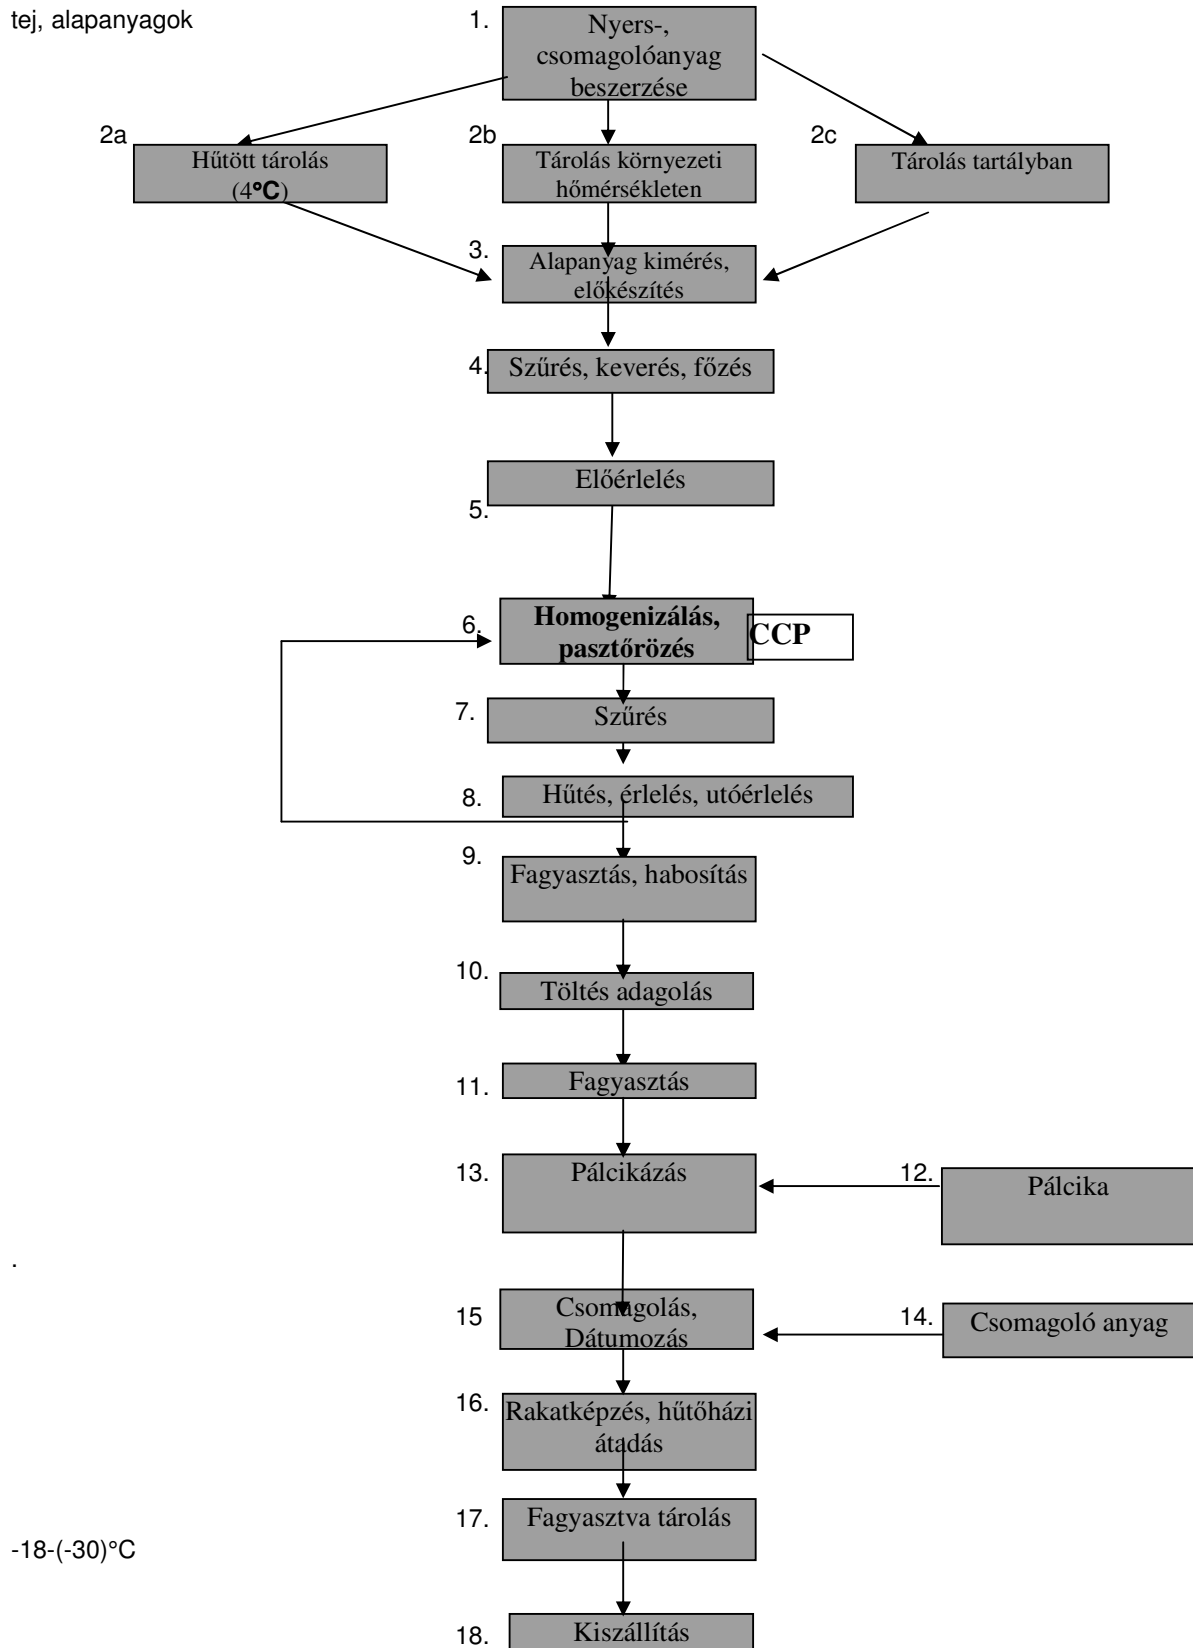 tej, alapanyagok
1.
Nyers-,
csomagolóanyag
beszerzése
2a
Hűtött tárolás
(4°C)
2b
Tárolás környezeti
hőmérsékleten
2c
Tárolás tartályban
3.
Alapanyag kimérés,
előkészítés
4.
Szűrés, keverés, főzés
Előérlelés
5.
6.
Homogenizálás,
pasztőrözés
CCP
7.
Szűrés
8.
Hűtés, érlelés, utóérlelés
9.
Fagyasztás, habosítás
10.
Töltés adagolás
11.
Fagyasztás
13.
Pálcikázás
12.
Pálcika
.
15
Csomagolás,
Dátumozás
14.
Csomagoló anyag
16.
Rakatképzés, hűtőházi
átadás
17.
Fagyasztva tárolás
-18-(-30)°C
18.
Kiszállítás